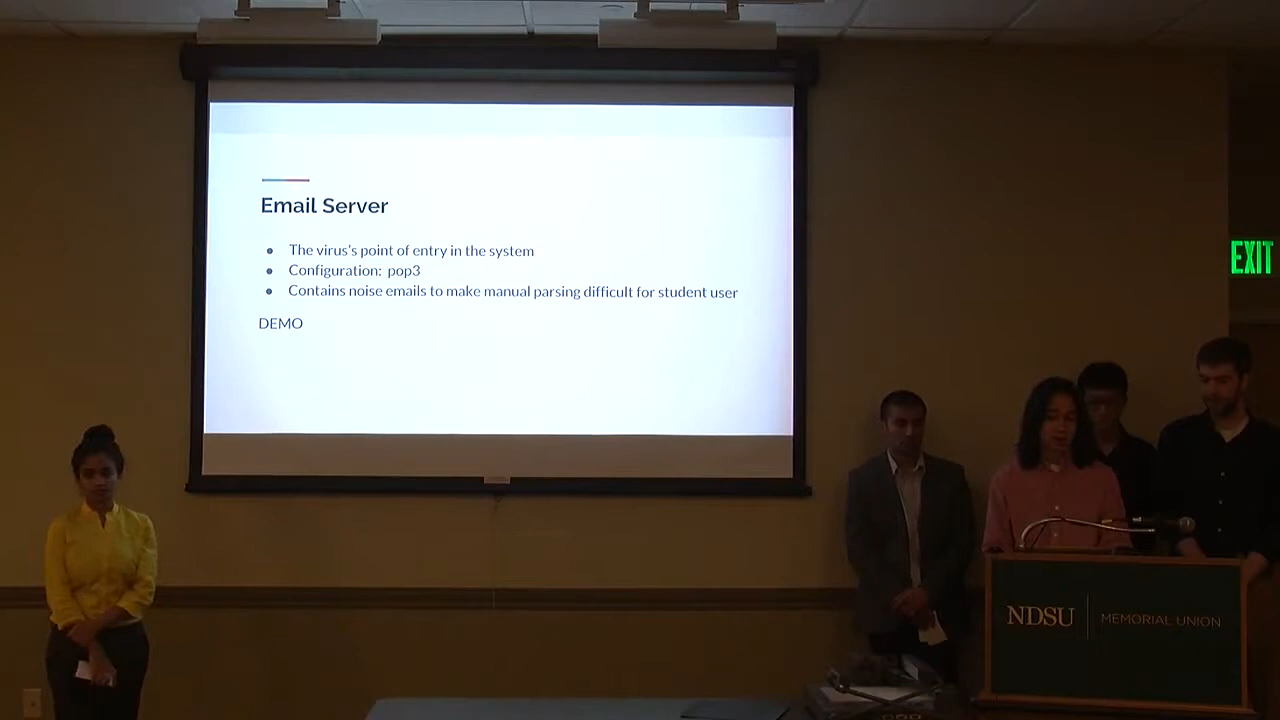 Email Server
● The virus's point of entry in the system
● Configuration: pop3
● Contains noise emails to make manual parsing difficult for student user
DEMO
EXIT
NDSU | MEMORIAL UNION